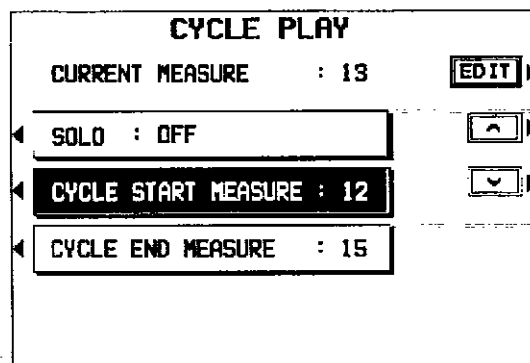 CYCLE PLAY
CURRENT MEASURE : 13
EDIT
SOLO : OFF
CYCLE START MEASURE : 12
CYCLE END MEASURE : 15